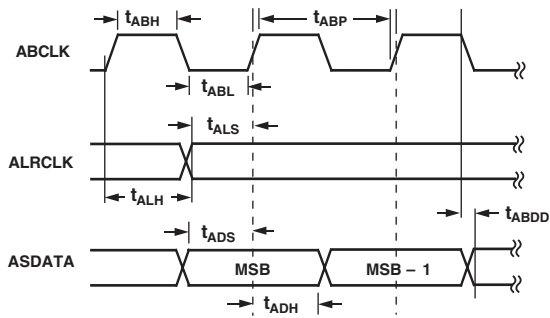 tABH
tABP
ABCLK
tABL
tALS
ALRCLK
tALH
tABDD
tADS
ASDATA
MSB
MSB – 1
tADH